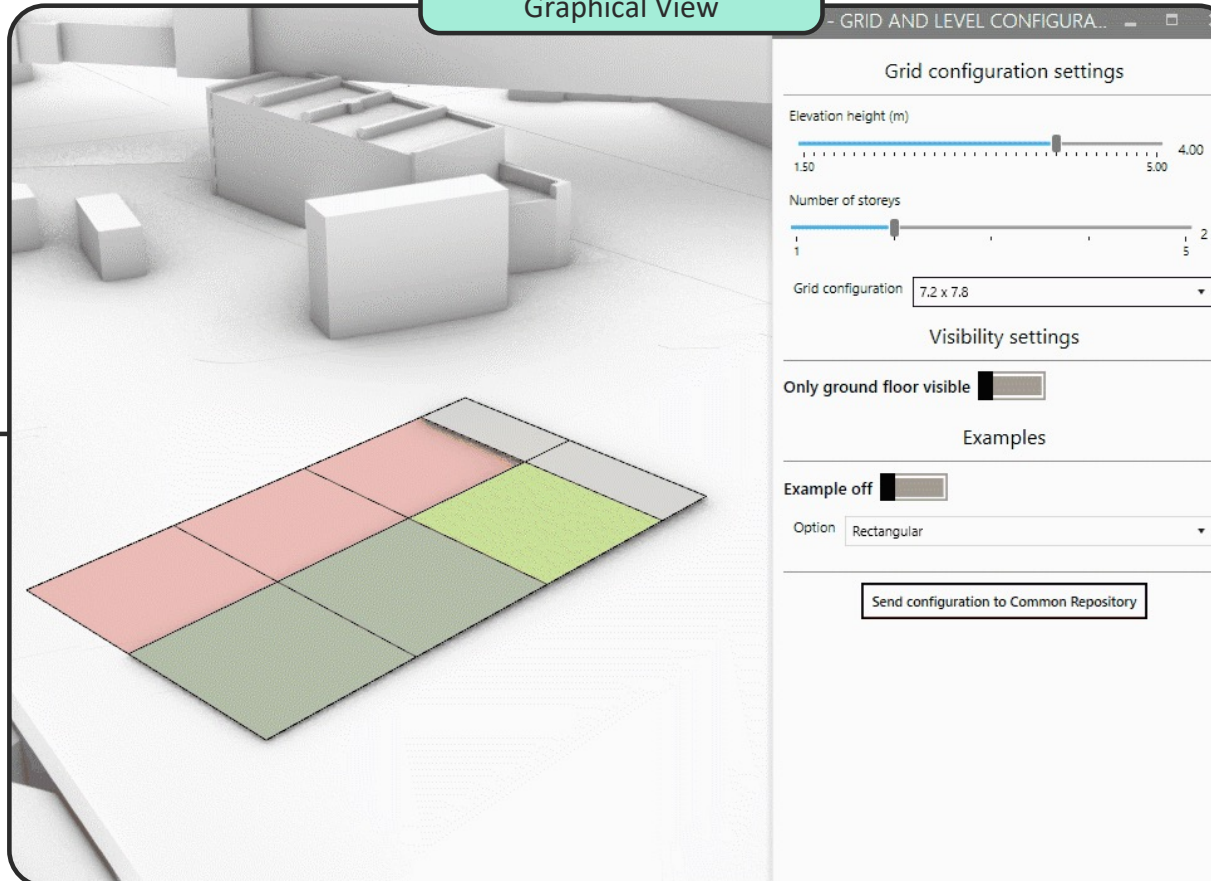 Graphical View
- GRID AND LEVEL CONFIGURA...
Grid configuration settings
Elevation height (m)
4.00
1.50 5.00
Number of storeys
2
1 5
Grid configuration 7.2 x 7.8
Visibility settings
Only ground floor visible
Examples
Example off
Option Rectangular
Send configuration to Common Repository